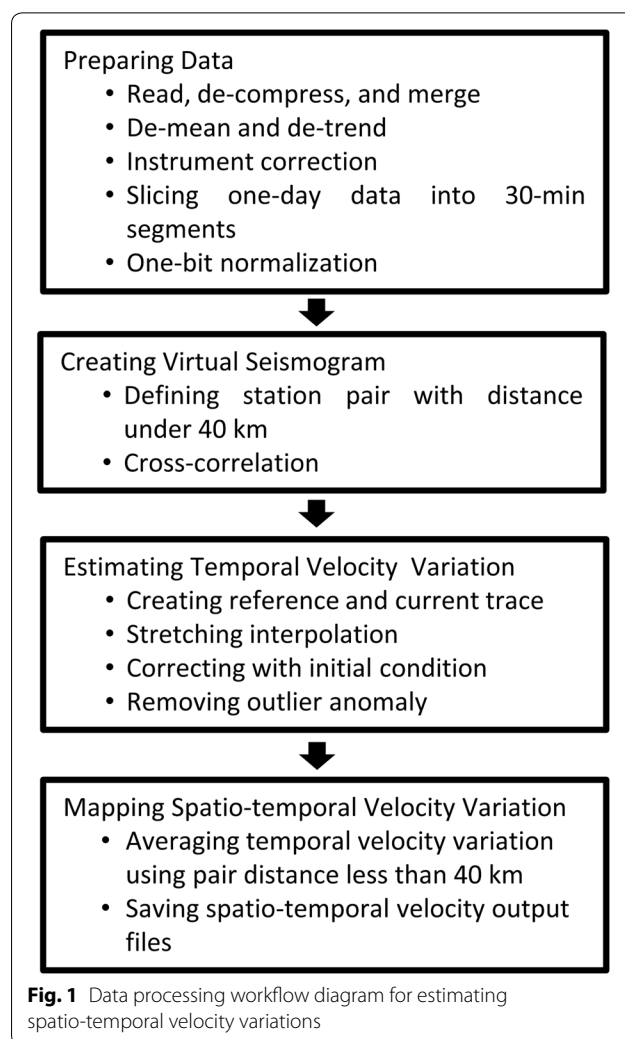 Preparing Data
• Read, de-compress, and merge
• De-mean and de-trend
• Instrument correction
• Slicing one-day data into 30-min
segments
• One-bit normalization
Creating Virtual Seismogram
• Defining station pair with distance
under 40 km
• Cross-correlation
Estimating Temporal Velocity Variation
• Creating reference and current trace
• Stretching interpolation
• Correcting with initial condition
• Removing outlier anomaly
Mapping Spatio-temporal Velocity Variation
• Averaging temporal velocity variation
using pair distance less than 40 km
• Saving spatio-temporal velocity output
files
Fig. 1 Data processing workflow diagram for estimating
spatio-temporal velocity variations